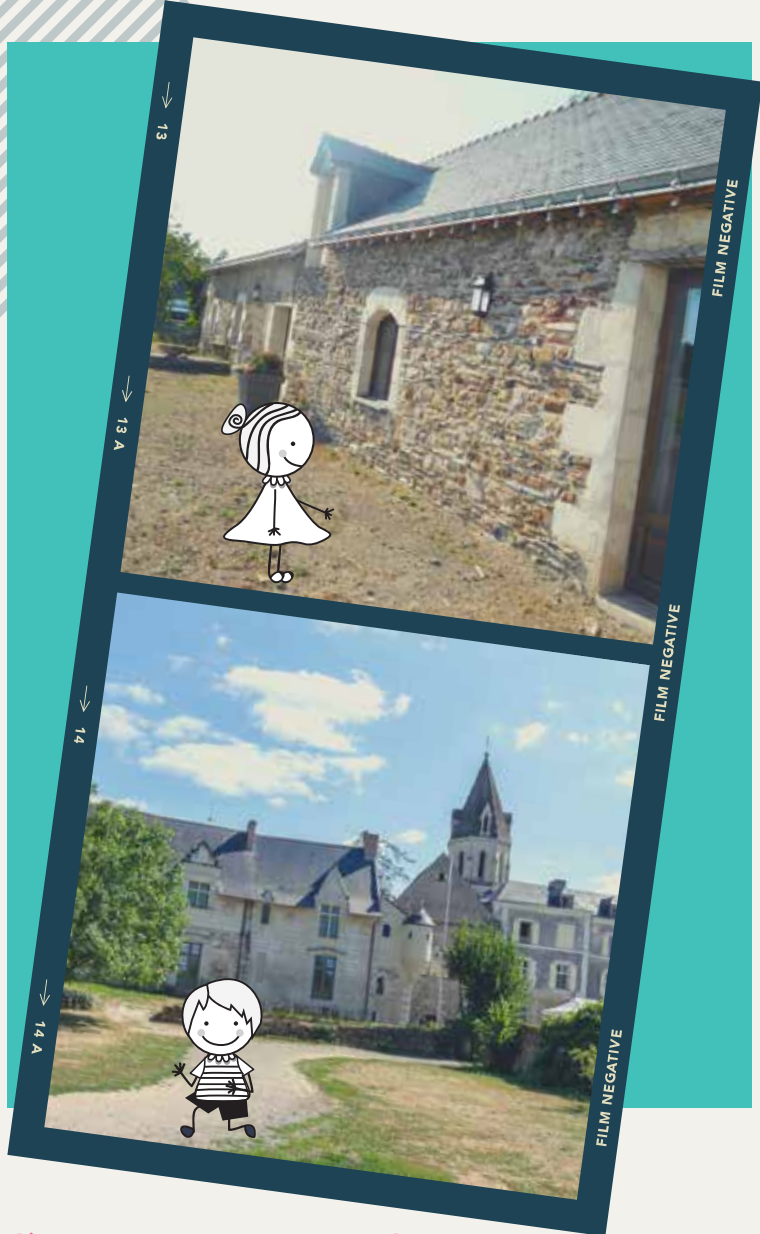 → 13
FILM NEGATIVE
→ 13 A
FILM NEGATIVE
→ 14
→ 14 A
FILM NEGATIVE